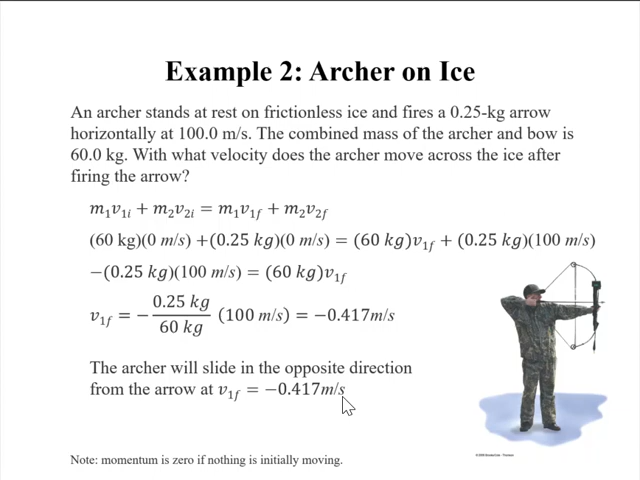 Example 2: Archer on Ice
An archer stands at rest on frictionless ice and fires a 0.25-kg arrow
horizontally at 100.0 m/s. The combined mass of the archer and bow is
60.0 kg. With what velocity does the archer move across the ice after
firing the arrow?
m₁v₁ᵢ + m₂v₂ᵢ = m₁v₁f + m₂v₂f
(60 kg)(0 m/s) +(0.25 kg)(0 m/s) = (60 kg)v₁f + (0.25 kg)(100 m/s)
−(0.25 kg)(100 m/s) = (60 kg)v₁f
v₁f = − 0.25 kg / 60 kg (100 m/s) = −0.417m/s
The archer will slide in the opposite direction
from the arrow at v₁f = −0.417m/s
Note: momentum is zero if nothing is initially moving.